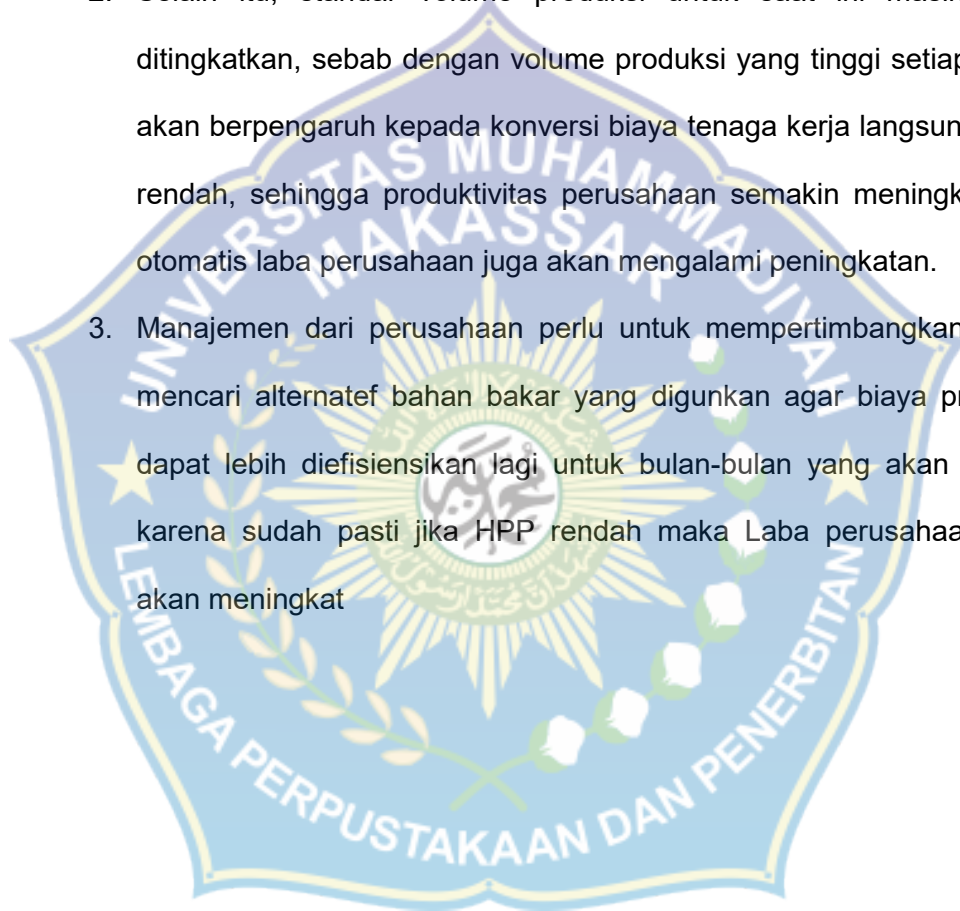 ditingkatkan, sebab dengan volume produksi yang tinggi setiap
akan berpengaruh kepada konversi biaya tenaga kerja langsun
rendah, sehingga produktivitas perusahaan semakin meningk
otomatis laba perusahaan juga akan mengalami peningkatan.
3. Manajemen dari perusahaan perlu untuk mempertimbangkan
mencari alternatef bahan bakar yang digunkan agar biaya pr
dapat lebih diefisiensikan lagi untuk bulan-bulan yang akan
karena sudah pasti jika HPP rendah maka Laba perusahaa
akan meningkat
UNIVERSITAS MUHAMMADIYAH
MAKASSAR
LEMBAGA PERPUSTAKAAN DAN PENERBITAN